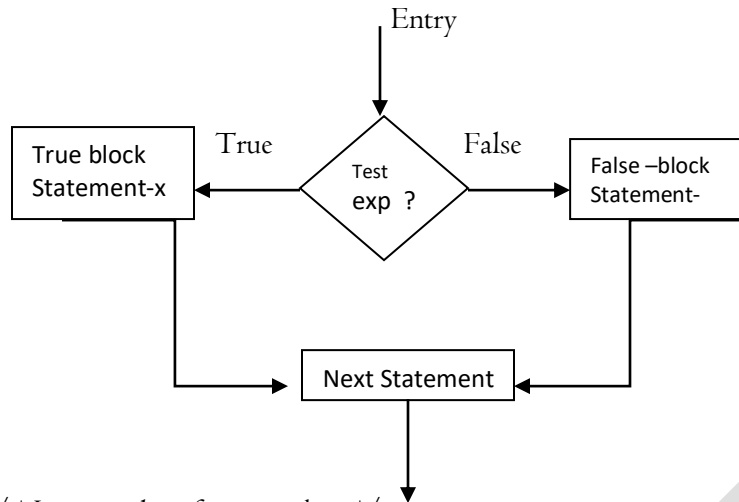 Entry
True
False
True block
Statement-x
Test
exp ?
False –block
Statement-
Next Statement